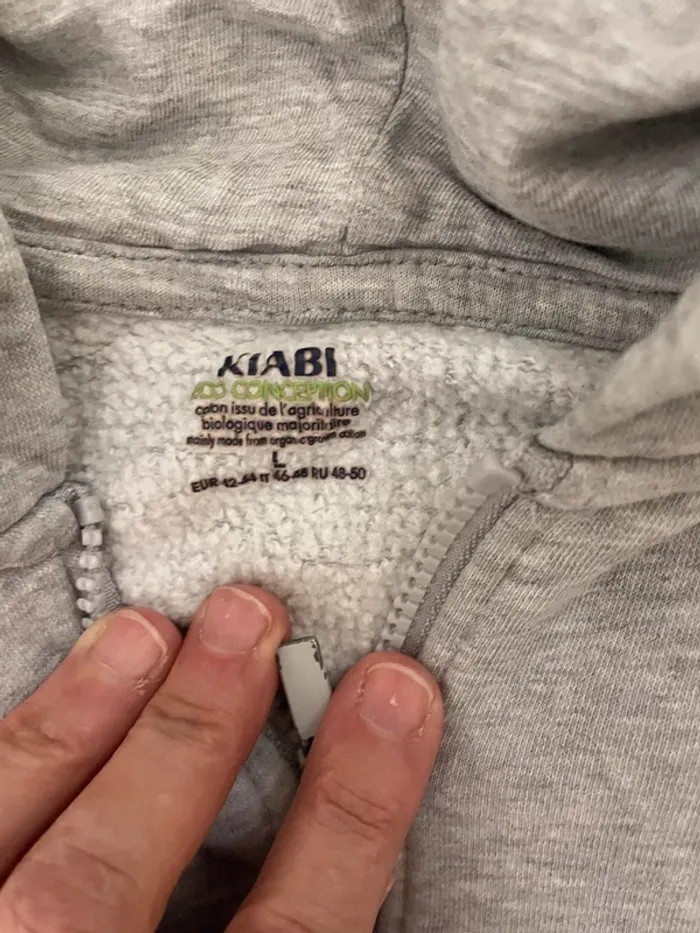 KIABI
ECO CONCEPTION
coton issu de l'agriculture
biologique majoritaire
mainly made from organic grown cotton
L
EUR 42-44 IT 46-48 RU 48-50